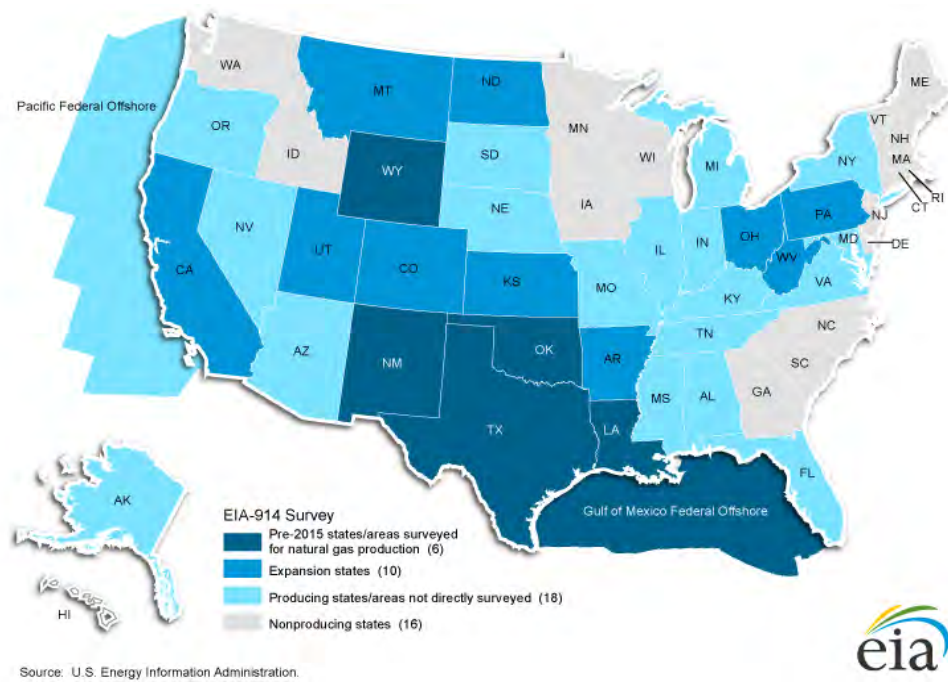 WA
ME
MT
ND
VT
Pacific Federal Offshore
OR
MN
NH
ID
SD
WI
MI
NY
MA
WY
RI
CT
IA
PA
NJ
NE
NV
OH
IL
IN
MD
DE
UT
CO
WV
CA
KS
MO
VA
KY
NC
TN
AZ
OK
NM
AR
SC
MS
AL
GA
TX
LA
FL
AK
Gulf of Mexico Federal Offshore
EIA-914 Survey
Pre-2015 states/areas surveyed
for natural gas production (6)
Expansion states (10)
Producing states/areas not directly surveyed (18)
Nonproducing states (16)
HI
eia
Source: U.S. Energy Information Administration.